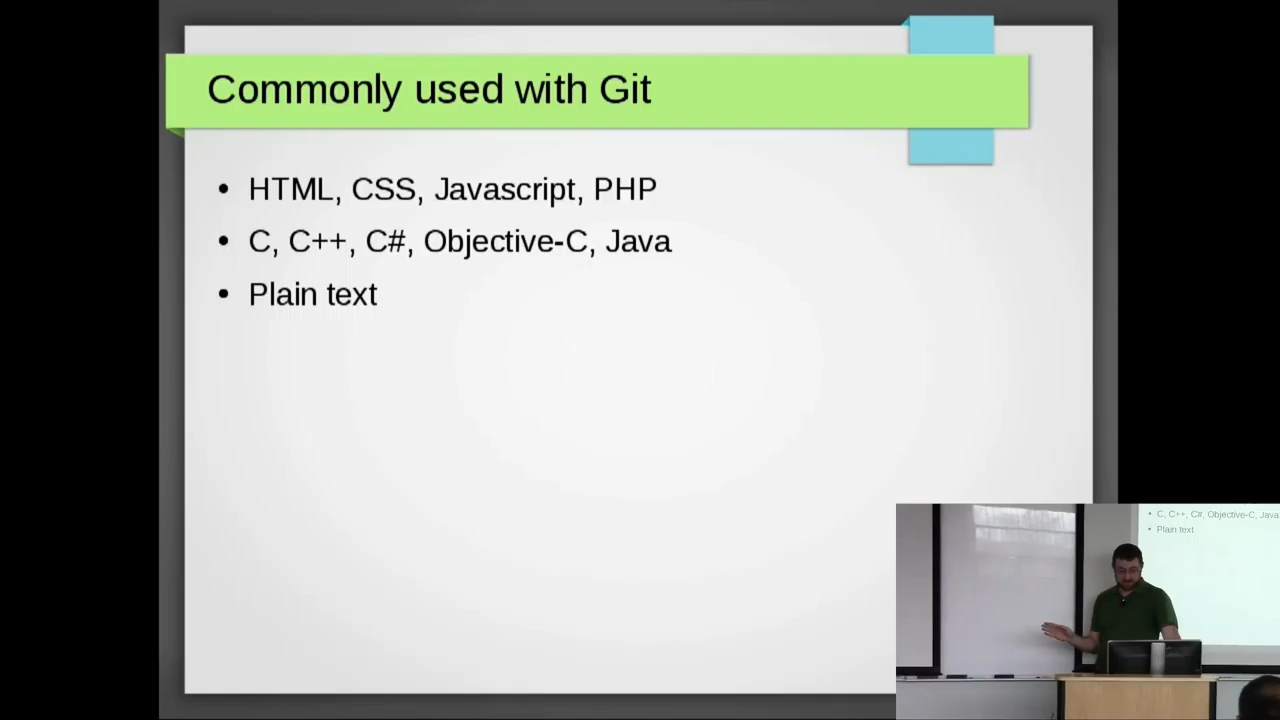 Commonly used with Git
• HTML, CSS, Javascript, PHP
• C, C++, C#, Objective-C, Java
• Plain text
• C, C++, C#, Objective-C, Java
• Plain text